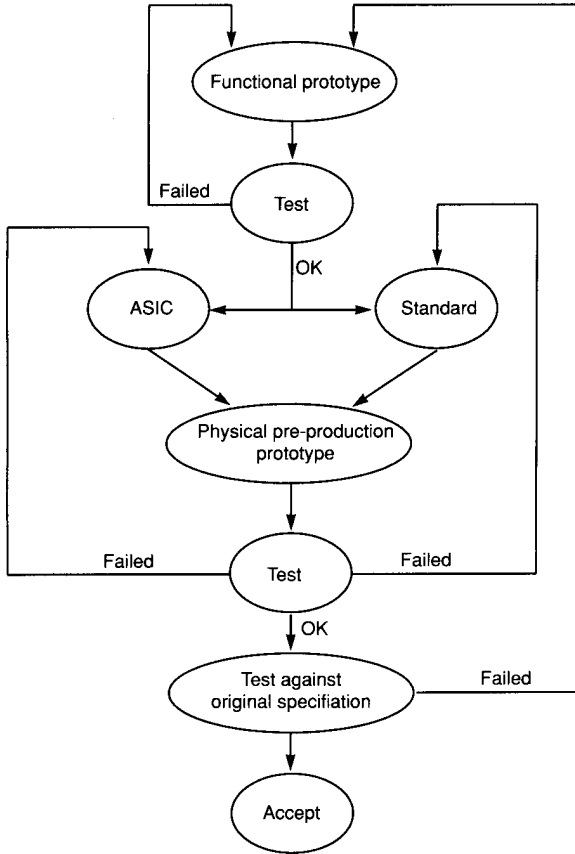 Functional prototype
Failed
Test
OK
ASIC
Standard
Physical pre-production
prototype
Failed
Test
Failed
OK
Test against
original specifiation
Failed
Accept